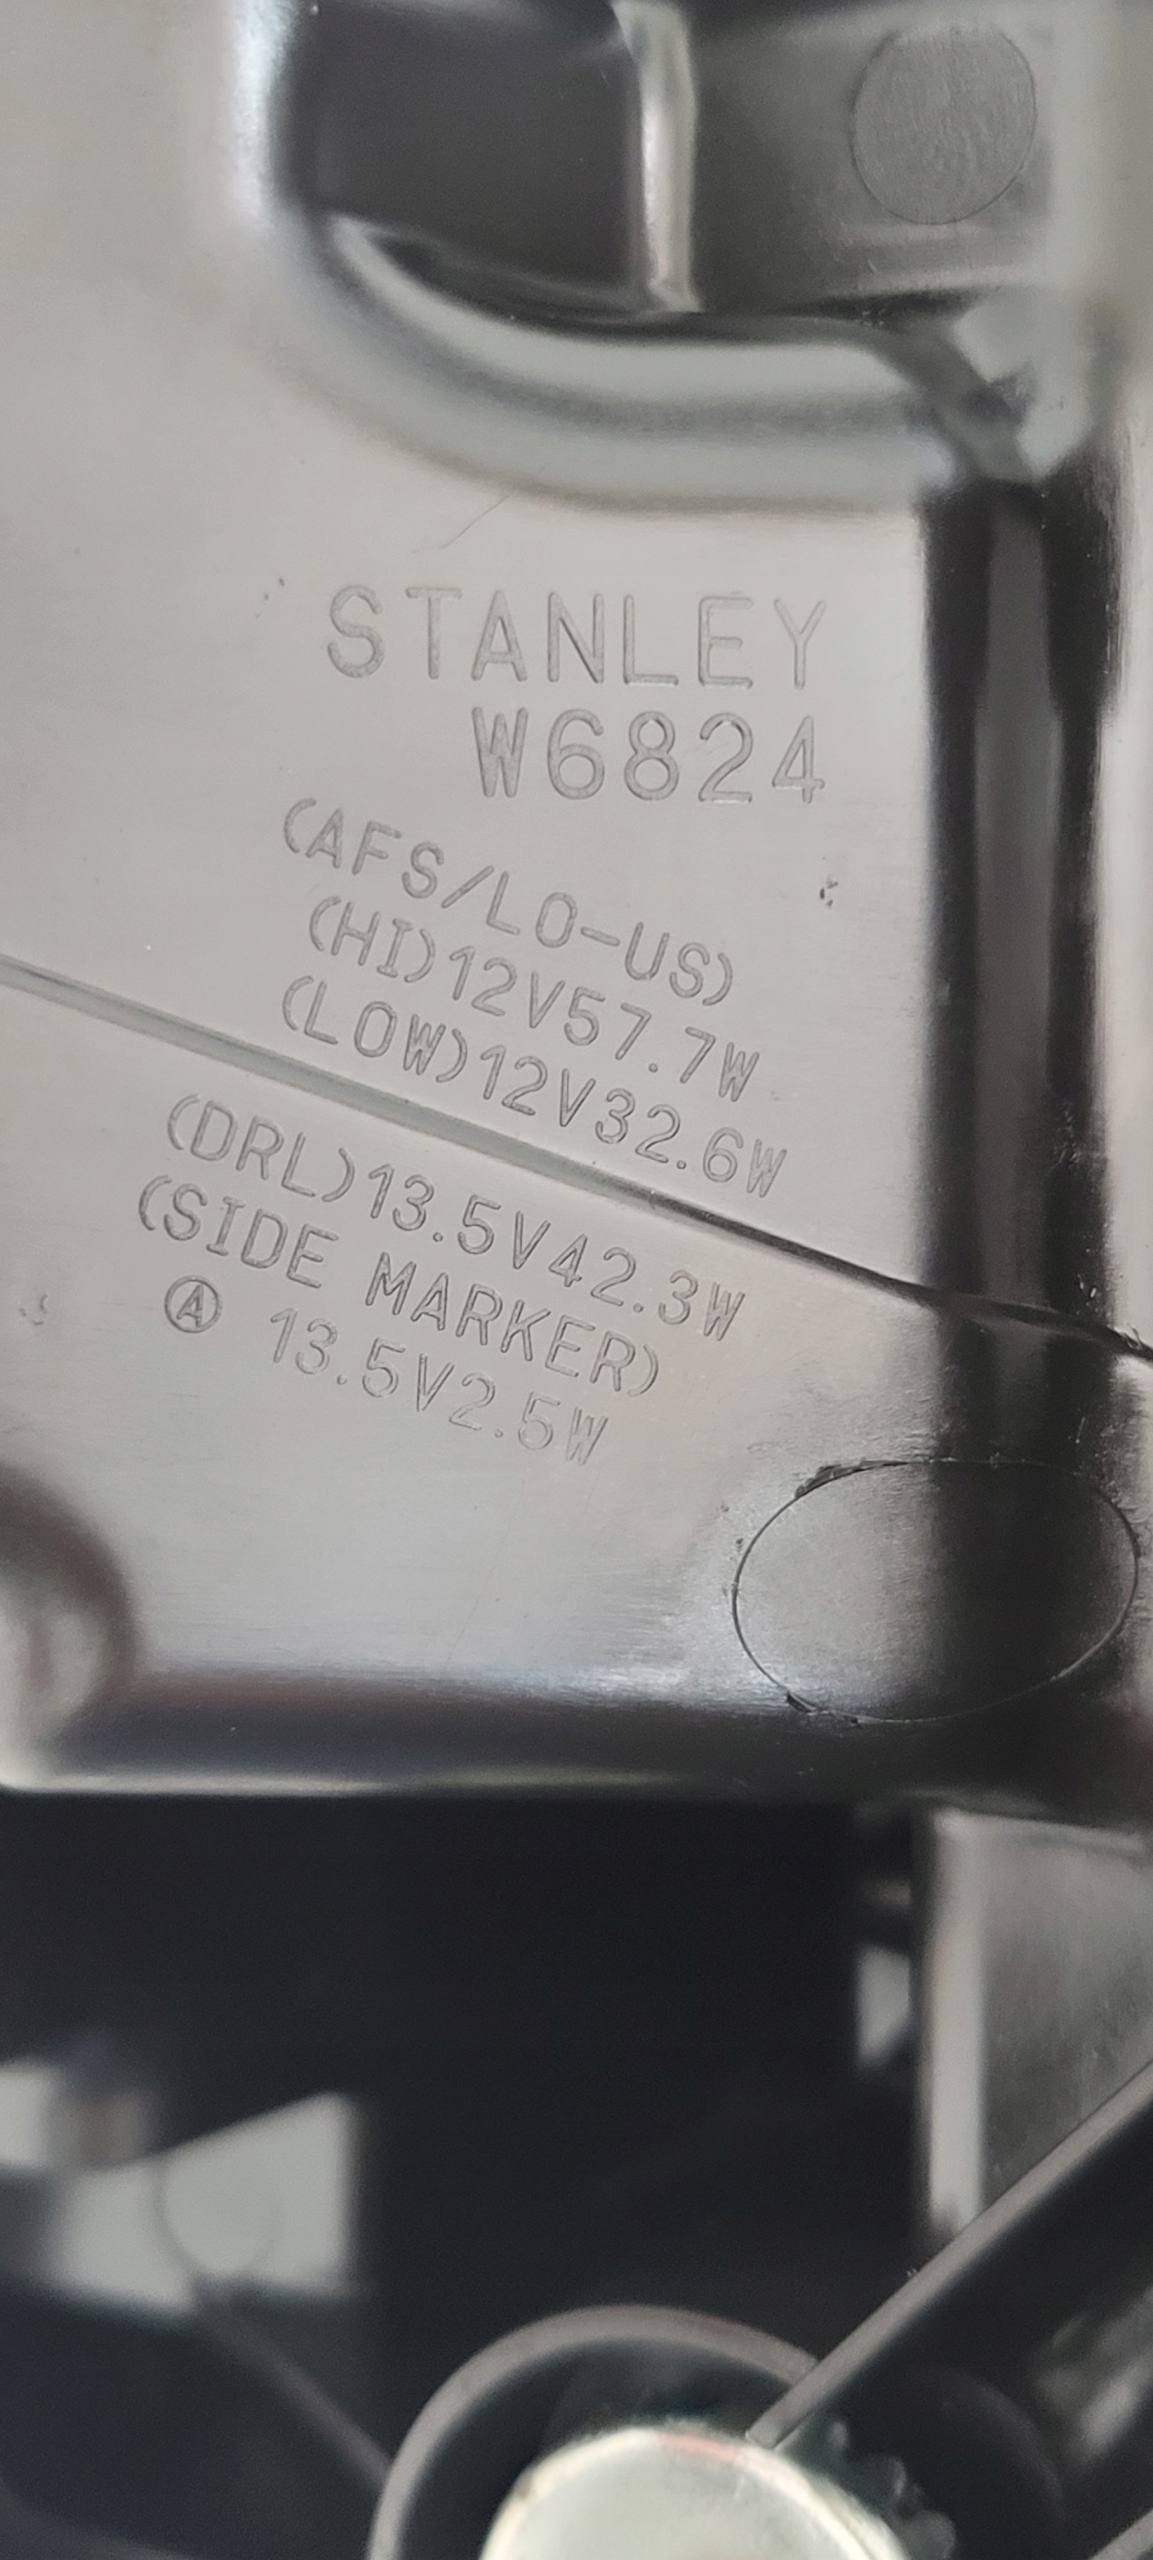 STANLEY
W6824
(AFS/LO-US)
(HI)12V57.7W
(LOW)12V32.6W
(DRL)13.5V42.3W
(SIDE MARKER)
Ⓐ 13.5V2.5W